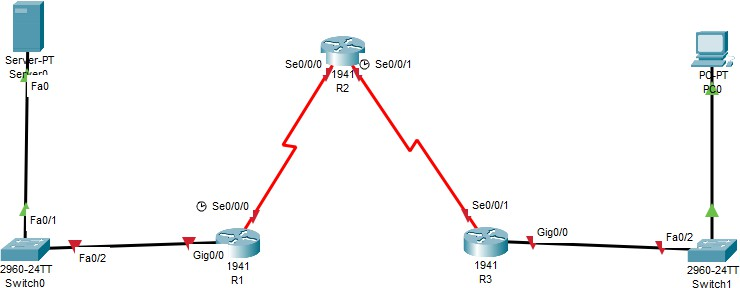 Server-PT
Server0
Fa0
Fa0/1
2960-24TT
Switch0
Fa0/2
Gig0/0
1941
R1
Se0/0/0
Se0/0/0
1941
R2
Se0/0/1
Se0/0/1
1941
R3
Gig0/0
Fa0/2
2960-24TT
Switch1
PC-PT
PC0